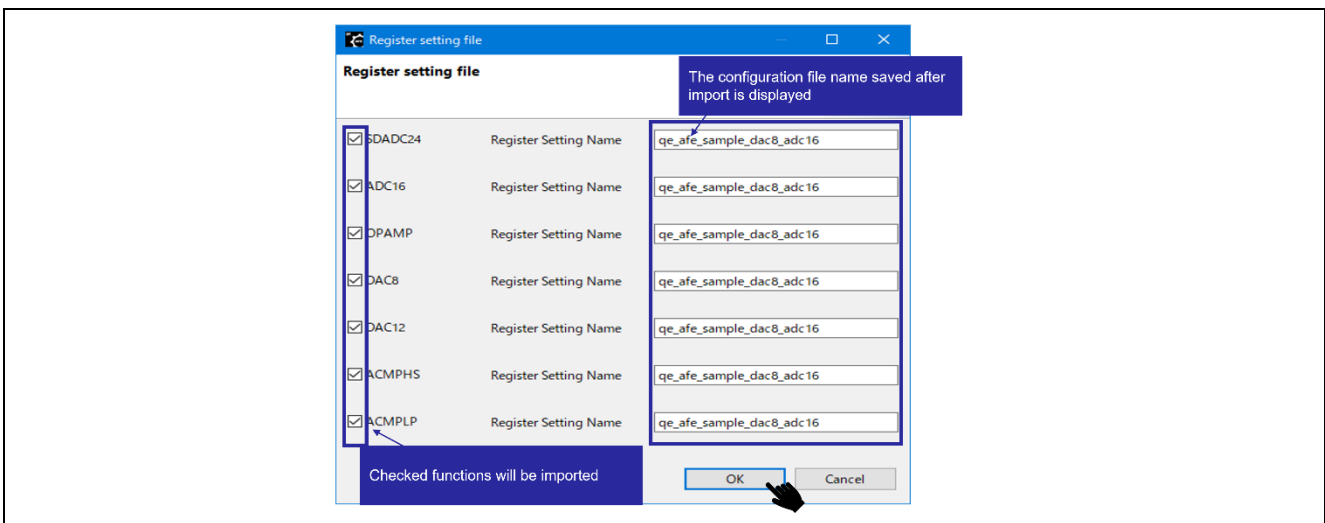 Register setting file
Register setting file
The configuration file name saved after
import is displayed
SDADC24 Register Setting Name qe_afe_sample_dac8_adc16
ADC16 Register Setting Name qe_afe_sample_dac8_adc16
OPAMP Register Setting Name qe_afe_sample_dac8_adc16
DAC8 Register Setting Name qe_afe_sample_dac8_adc16
DAC12 Register Setting Name qe_afe_sample_dac8_adc16
ACMPHS Register Setting Name qe_afe_sample_dac8_adc16
ACMPLP Register Setting Name qe_afe_sample_dac8_adc16
Checked functions will be imported
OK Cancel